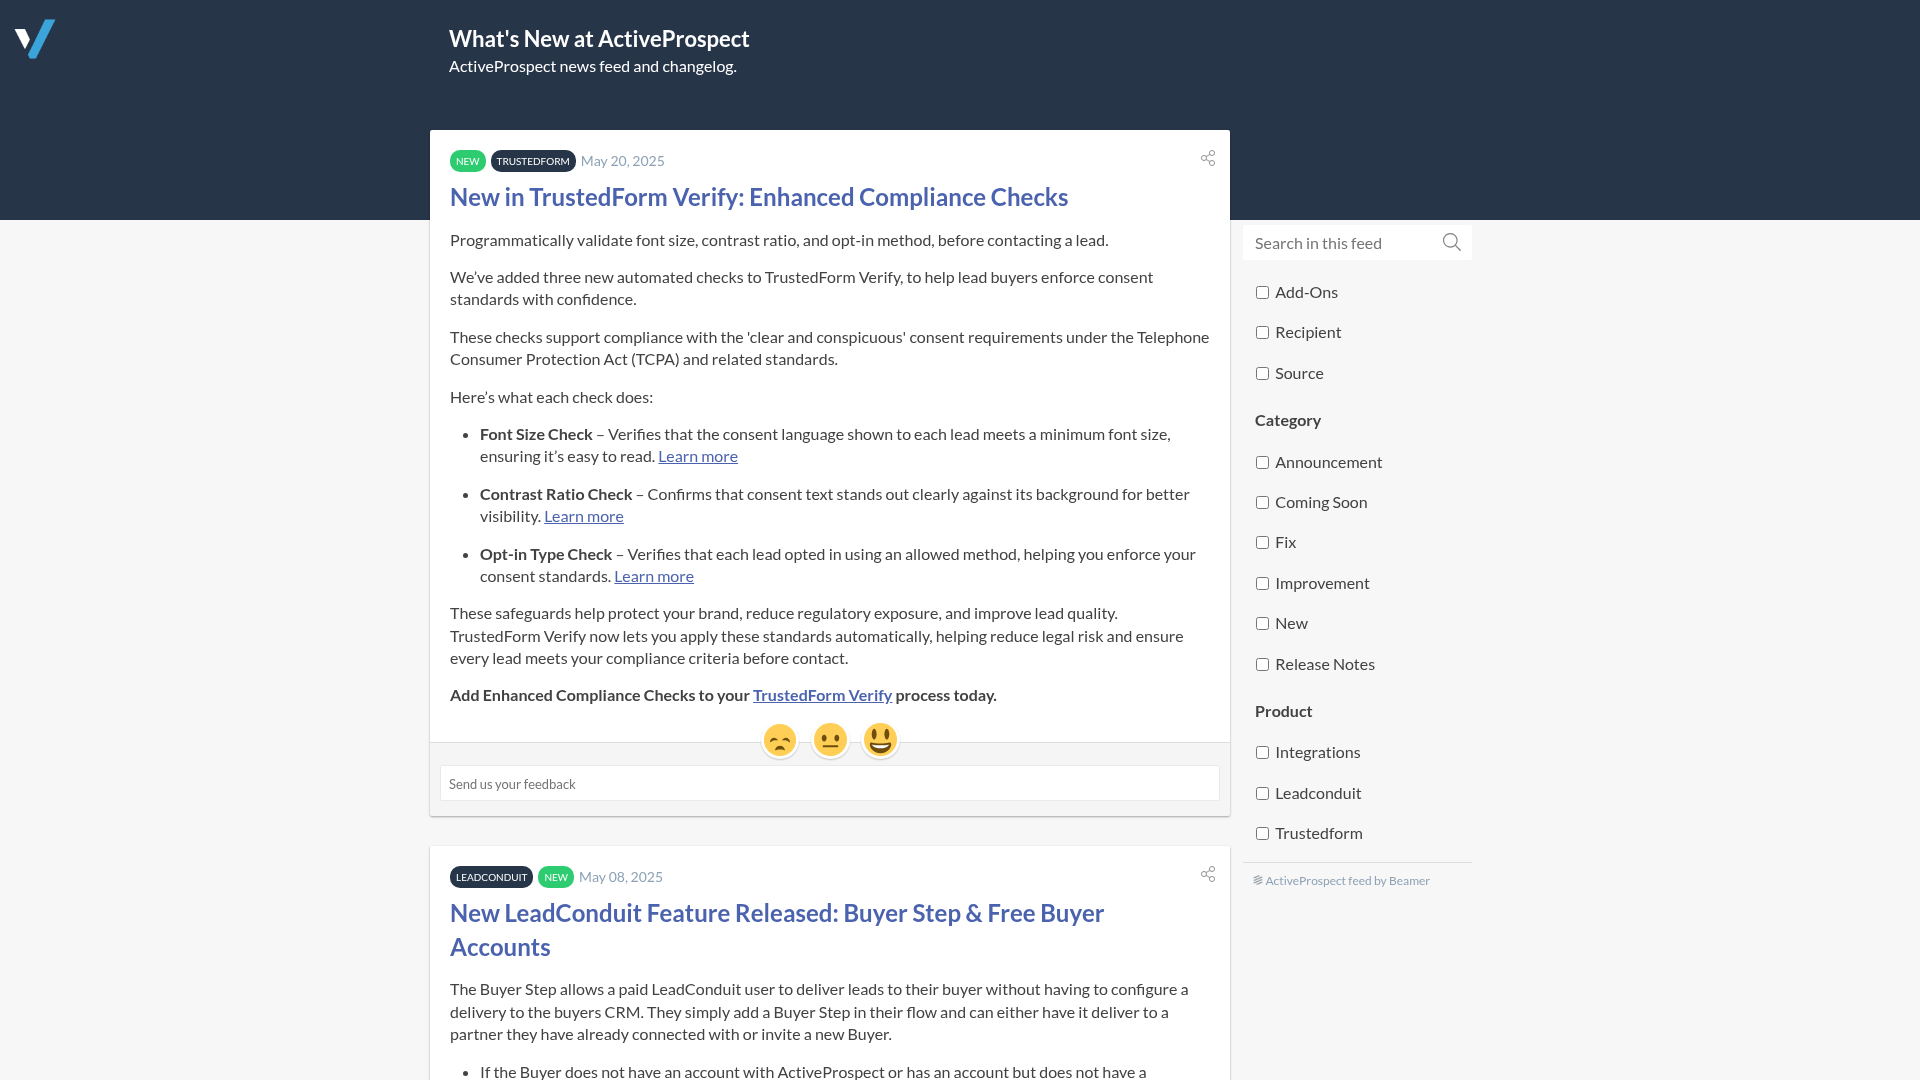 What's New at ActiveProspect
ActiveProspect news feed and changelog.
NEW TRUSTEDFORM May 20, 2025
New in TrustedForm Verify: Enhanced Compliance Checks
Programmatically validate font size, contrast ratio, and opt-in method, before contacting a lead.
We’ve added three new automated checks to TrustedForm Verify, to help lead buyers enforce consent
standards with confidence.
These checks support compliance with the 'clear and conspicuous' consent requirements under the Telephone
Consumer Protection Act (TCPA) and related standards.
Here’s what each check does:
• Font Size Check – Verifies that the consent language shown to each lead meets a minimum font size,
ensuring it’s easy to read. Learn more
• Contrast Ratio Check – Confirms that consent text stands out clearly against its background for better
visibility. Learn more
• Opt-in Type Check – Verifies that each lead opted in using an allowed method, helping you enforce your
consent standards. Learn more
These safeguards help protect your brand, reduce regulatory exposure, and improve lead quality.
TrustedForm Verify now lets you apply these standards automatically, helping reduce legal risk and ensure
every lead meets your compliance criteria before contact.
Add Enhanced Compliance Checks to your TrustedForm Verify process today.
Send us your feedback
LEADCONDUIT NEW May 08, 2025
New LeadConduit Feature Released: Buyer Step & Free Buyer
Accounts
The Buyer Step allows a paid LeadConduit user to deliver leads to their buyer without having to configure a
delivery to the buyers CRM. They simply add a Buyer Step in their flow and can either have it deliver to a
partner they have already connected with or invite a new Buyer.
• If the Buyer does not have an account with ActiveProspect or has an account but does not have a
Search in this feed
Add-Ons
Recipient
Source
Category
Announcement
Coming Soon
Fix
Improvement
New
Release Notes
Product
Integrations
Leadconduit
Trustedform
ActiveProspect feed by Beamer